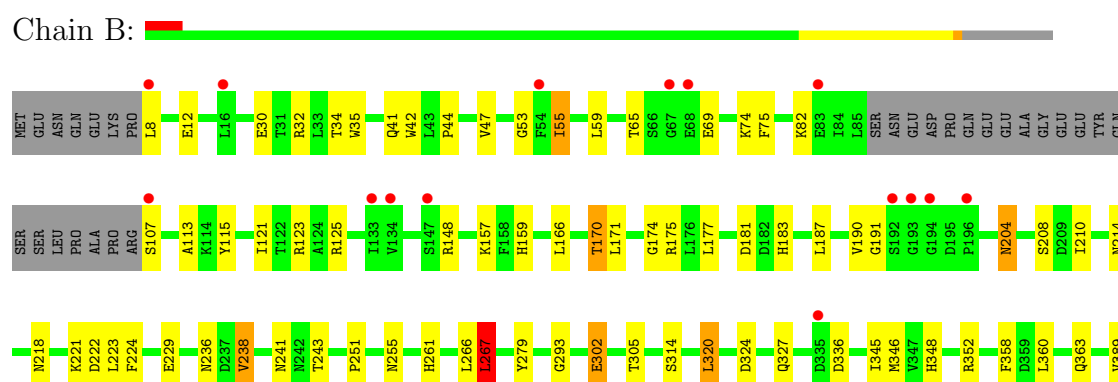 Chain B:
MET GLU ASN GLN GLU LYS PRO L8 E12 L16 E30 T31 R32 L33 T34 W35 Q41 W42 L43 P44 V47 G53 F54 I55 L59 T65 S66 G67 E68 E69 K74 F75 K82 E83 I84 L85 SER ASN GLU ASP PRO GLN GLU GLU ALA GLY GLU GLU TYR
SER SER LEU PRO ALA PRO ARG S107 A113 K114 Y115 I121 T122 R123 A124 R125 I133 V134 S147 R148 K157 F158 H159 L166 T170 L171 G174 R175 L176 L177 D181 D182 H183 L187 V190 G191 S192 G193 G194 D195 P196 N204 S208 D209 I210 N214
N218 K221 D222 L223 F224 E229 N236 D237 V238 N241 N242 T243 P251 N255 H261 L266 L267 Y279 G293 E302 T305 S314 L320 D324 Q327 D335 D336 I345 M346 V347 H348 R352 F358 D359 L360 Q363